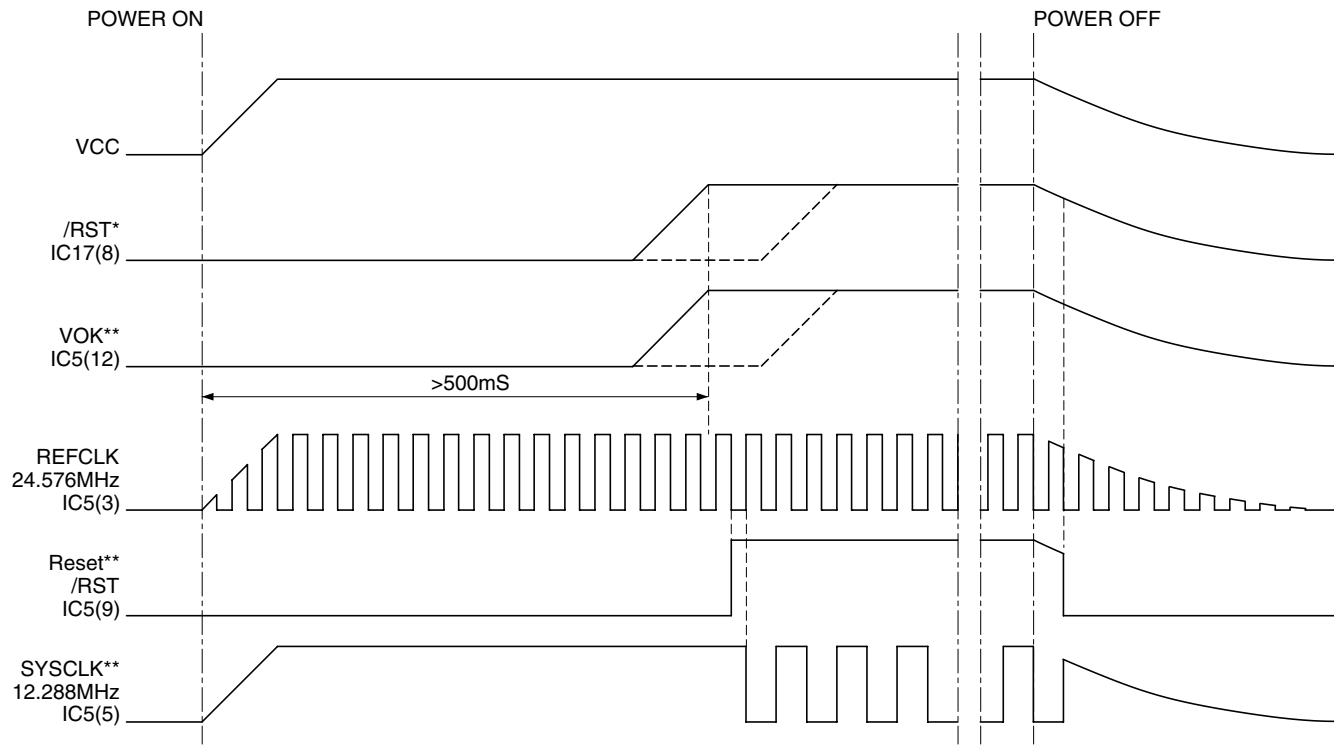 POWER ON
POWER OFF
VCC
/RST*
IC17(8)
VOK**
IC5(12)
>500mS
REFCLK
24.576MHz
IC5(3)
Reset**
/RST
IC5(9)
SYSCLK**
12.288MHz
IC5(5)